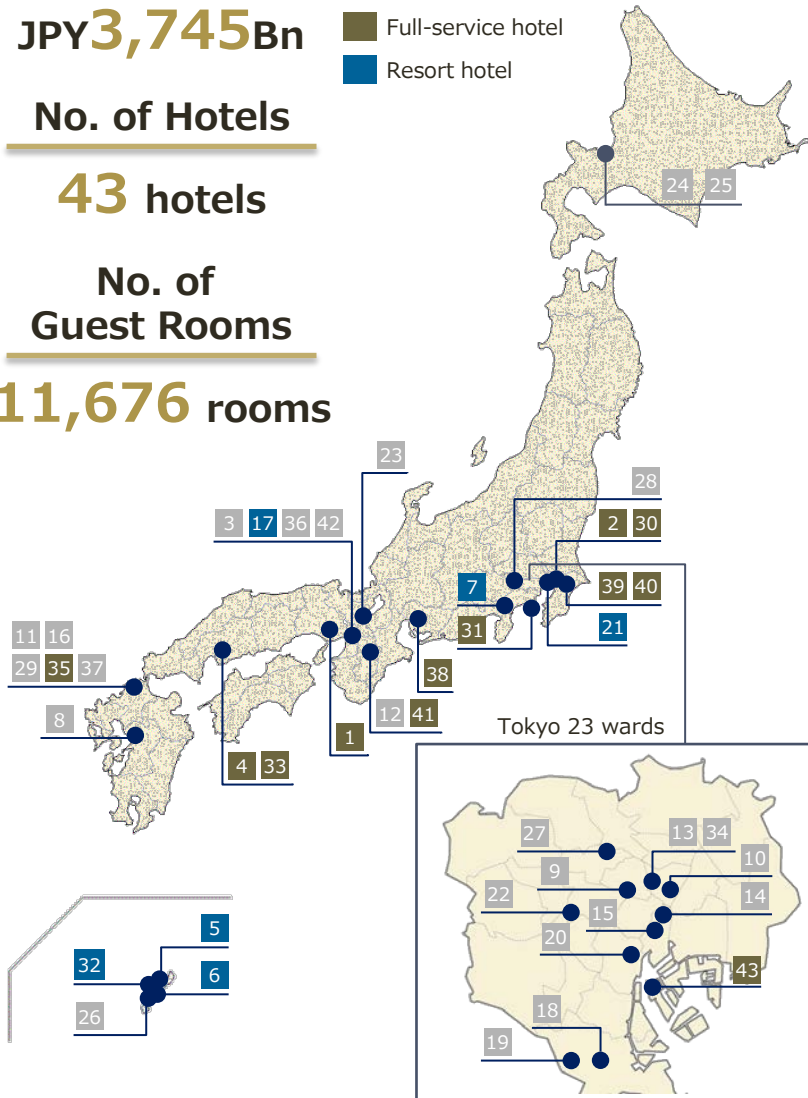 JPY3,745Bn
Full-service hotel
Resort hotel
No. of Hotels
43 hotels
No. of
Guest Rooms
11,676 rooms
24 25
23
28
3 17 36 42
2 30
7
39 40
31
21
11 16
29 35 37
38
8
12 41
1
4 33
Tokyo 23 wards
27
13 34
10
9
22
14
15
20
43
18
19
5
32
6
26